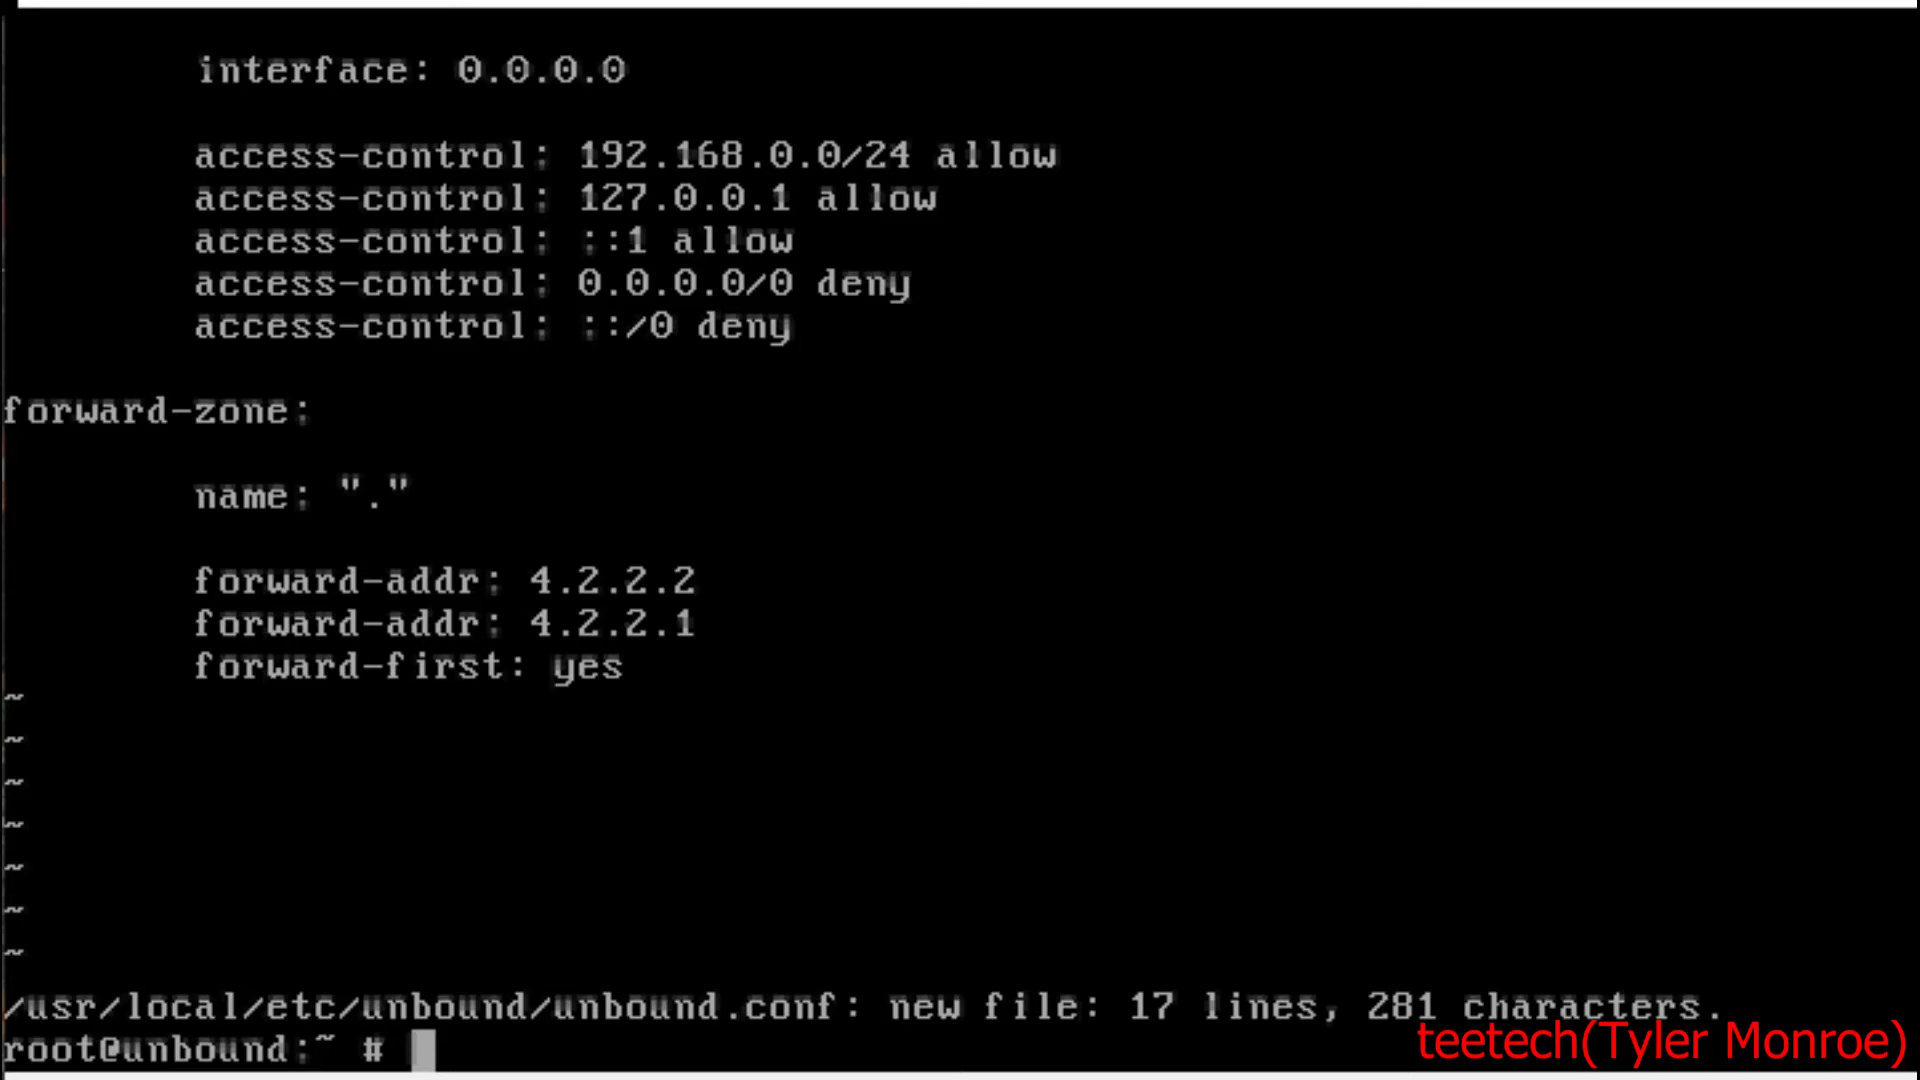 interface: 0.0.0.0
access-control: 192.168.0.0/24 allow
access-control: 127.0.0.1 allow
access-control: ::1 allow
access-control: 0.0.0.0/0 deny
access-control: ::/0 deny
forward-zone:
name: "."
forward-addr: 4.2.2.2
forward-addr: 4.2.2.1
forward-first: yes
~
~
~
~
~
~
~
/usr/local/etc/unbound/unbound.conf: new file: 17 lines, 281 characters.
root@unbound:~ #
teetech(Tyler Monroe)